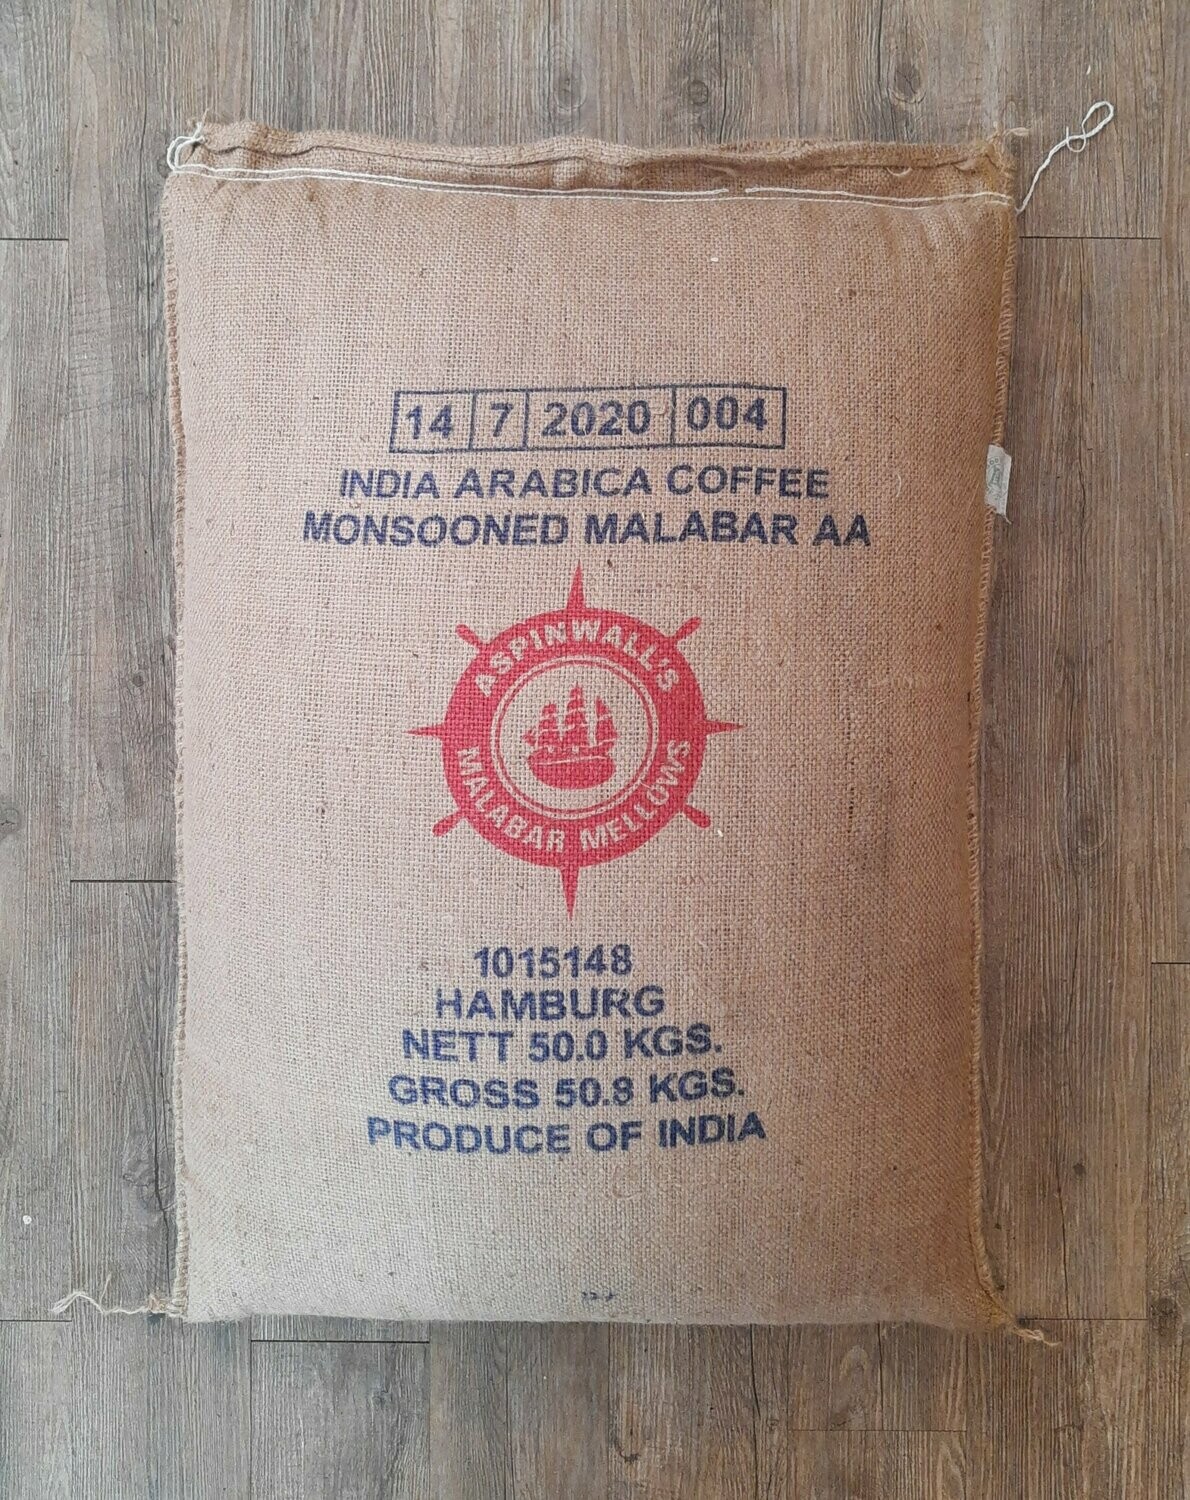 14 7 2020 004
INDIA ARABICA COFFEE
MONSOONED MALABAR AA
ASPINWALL'S
MALABAR MELLOWS
1015148
HAMBURG
NETT 50.0 KGS.
GROSS 50.8 KGS.
PRODUCE OF INDIA